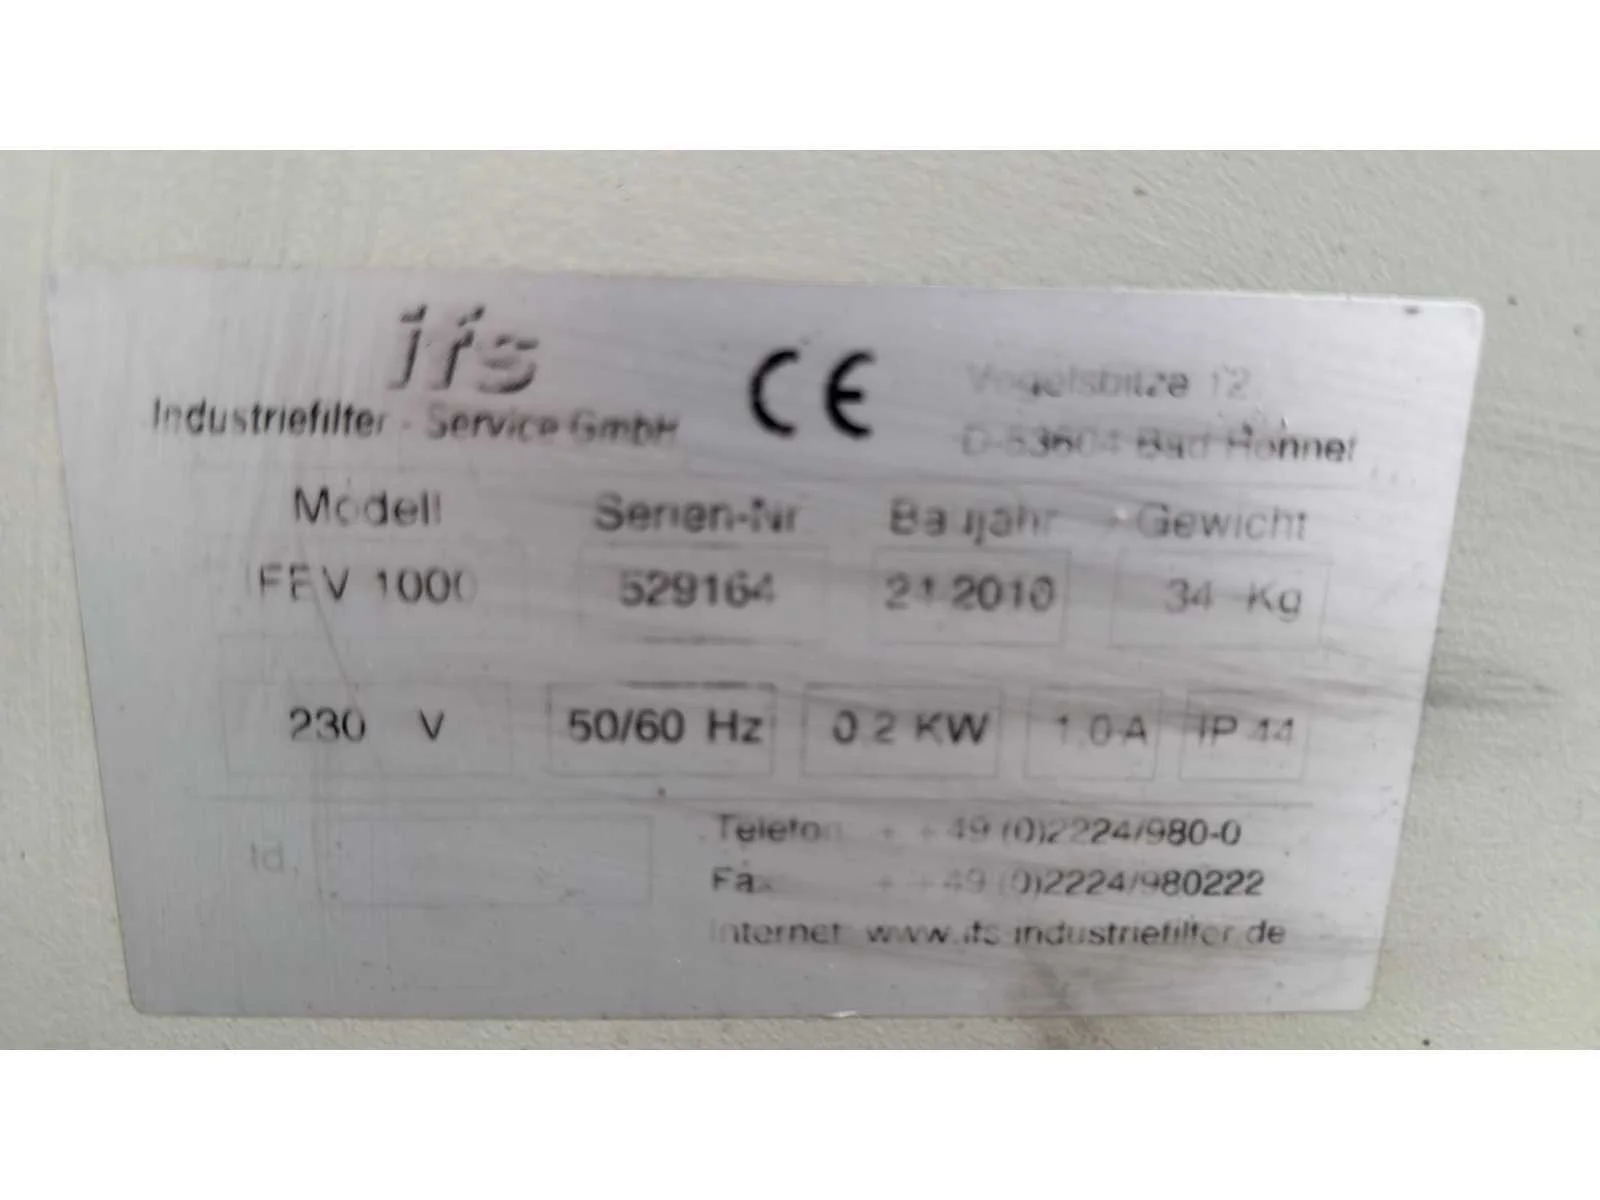 ifs
Industriefilter - Service GmbH
CE
Vogelsbitze 12
D-53604 Bad Honnef
Modell Serien-Nr Baujahr Gewicht
529164 2010 34 Kg
230 V 50/60 Hz 0.2 KW 1.0 A IP 44
Id.
Telefon + +49 (0)2224/980-0
Fax + +49 (0)2224/980222
Internet www.ifs-industriefilter.de